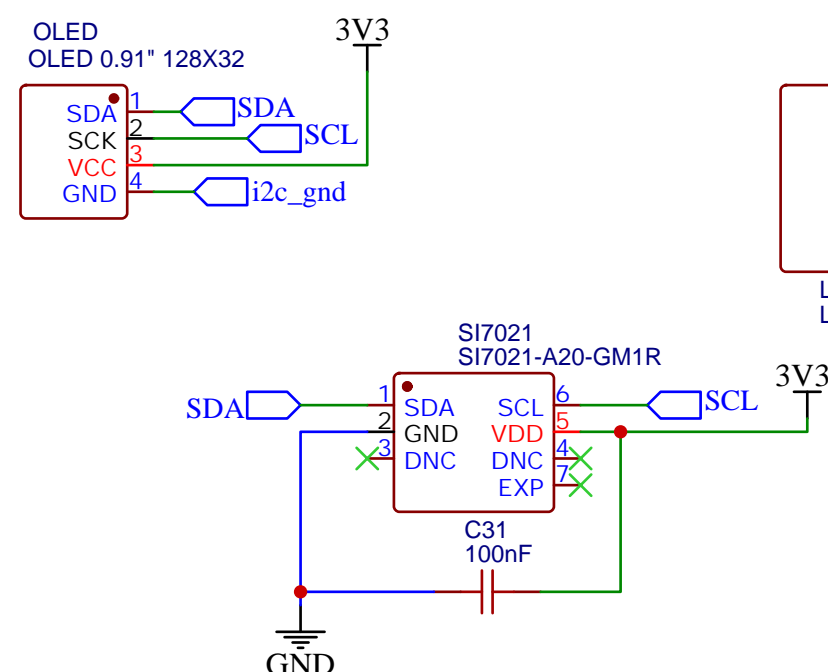 OLED
OLED 0.91" 128X32
3V3
SDA 1 SDA
SCK 2 SCL
VCC 3
GND 4 i2c_gnd
L
L
SI7021
SI7021-A20-GM1R
3V3
SDA 1 SDA SCL 6 SCL
2 GND VDD 5
3 DNC DNC 4
EXP 7
C31
100nF
GND